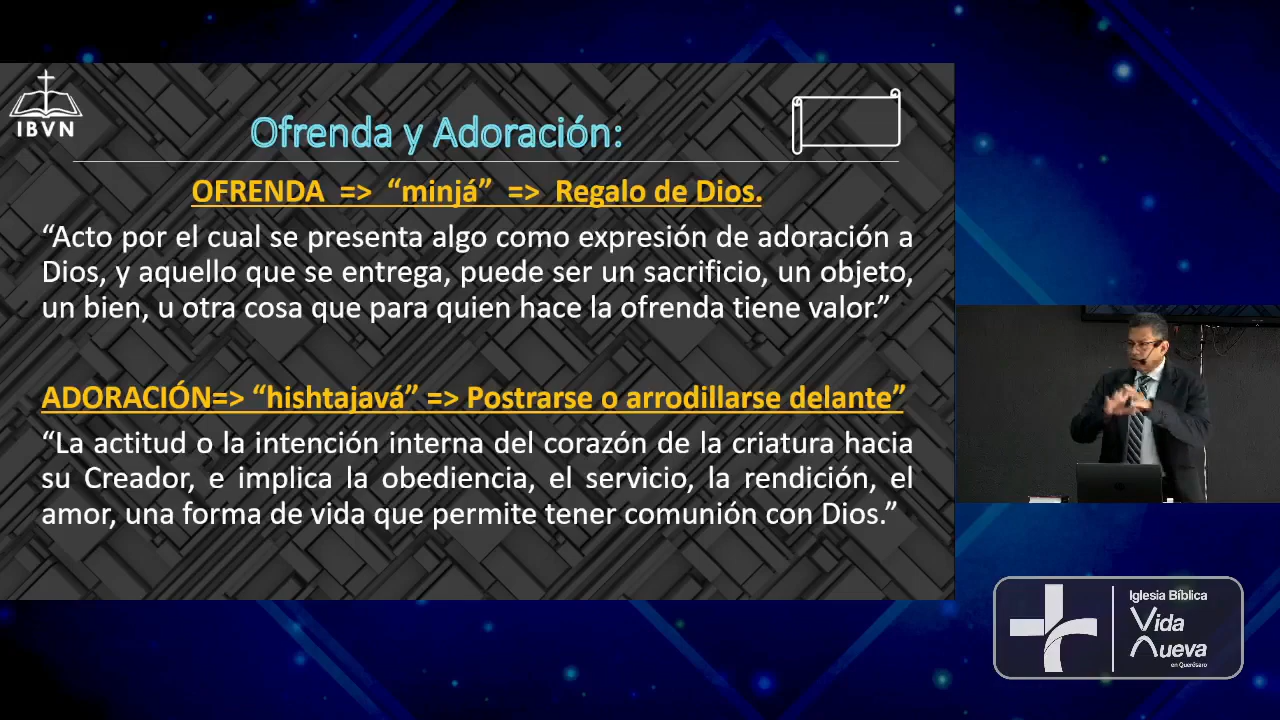 IBVN
Ofrenda y Adoración:
OFRENDA => “minjá” => Regalo de Dios.
“Acto por el cual se presenta algo como expresión de adoración a
Dios, y aquello que se entrega, puede ser un sacrificio, un objeto,
un bien, u otra cosa que para quien hace la ofrenda tiene valor.”
ADORACIÓN=> “hishtajavá” => Postrarse o arrodillarse delante”
“La actitud o la intención interna del corazón de la criatura hacia
su Creador, e implica la obediencia, el servicio, la rendición, el
amor, una forma de vida que permite tener comunión con Dios.”
Iglesia Bíblica
Vida
Nueva
en Querétaro